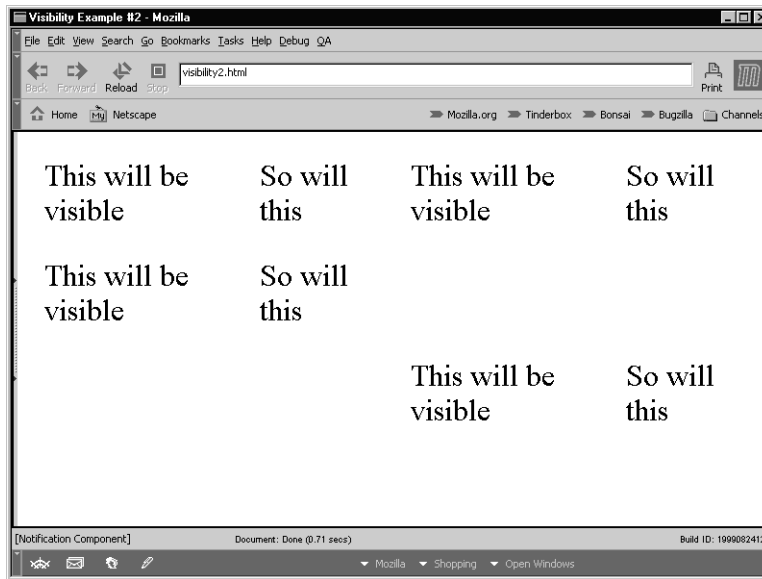 Visibility Example #2 - Mozilla
File Edit View Search Go Bookmarks Tasks Help Debug QA
Back Forward Reload Stop visibility2.html Print
Home My Netscape Mozilla.org Tinderbox Bonsai Bugzilla Channels
This will be So will This will be So will
visible this visible this
This will be So will
visible this
This will be So will
visible this
[Notification Component] Document: Done (0.71 secs) Build ID: 1999082412
Mozilla Shopping Open Windows